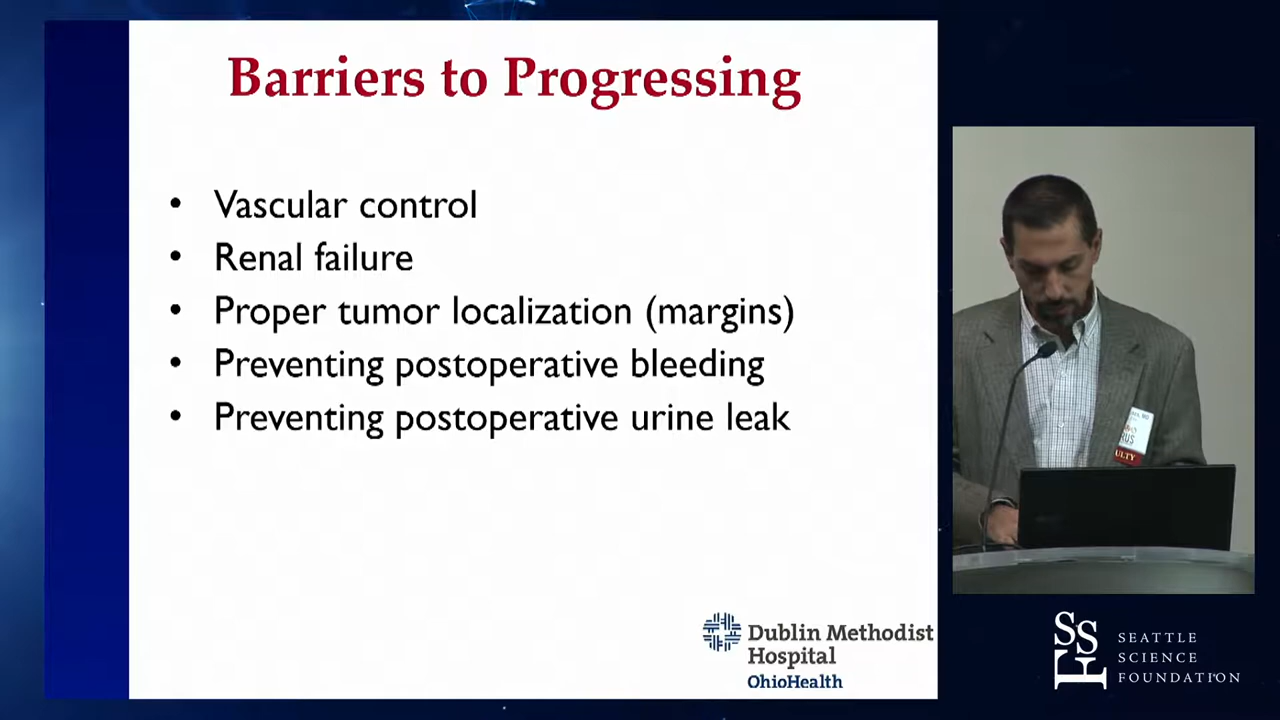 Barriers to Progressing
• Vascular control
• Renal failure
• Proper tumor localization (margins)
• Preventing postoperative bleeding
• Preventing postoperative urine leak
Dublin Methodist
Hospital
OhioHealth
SSF
SEATTLE
SCIENCE
FOUNDATION